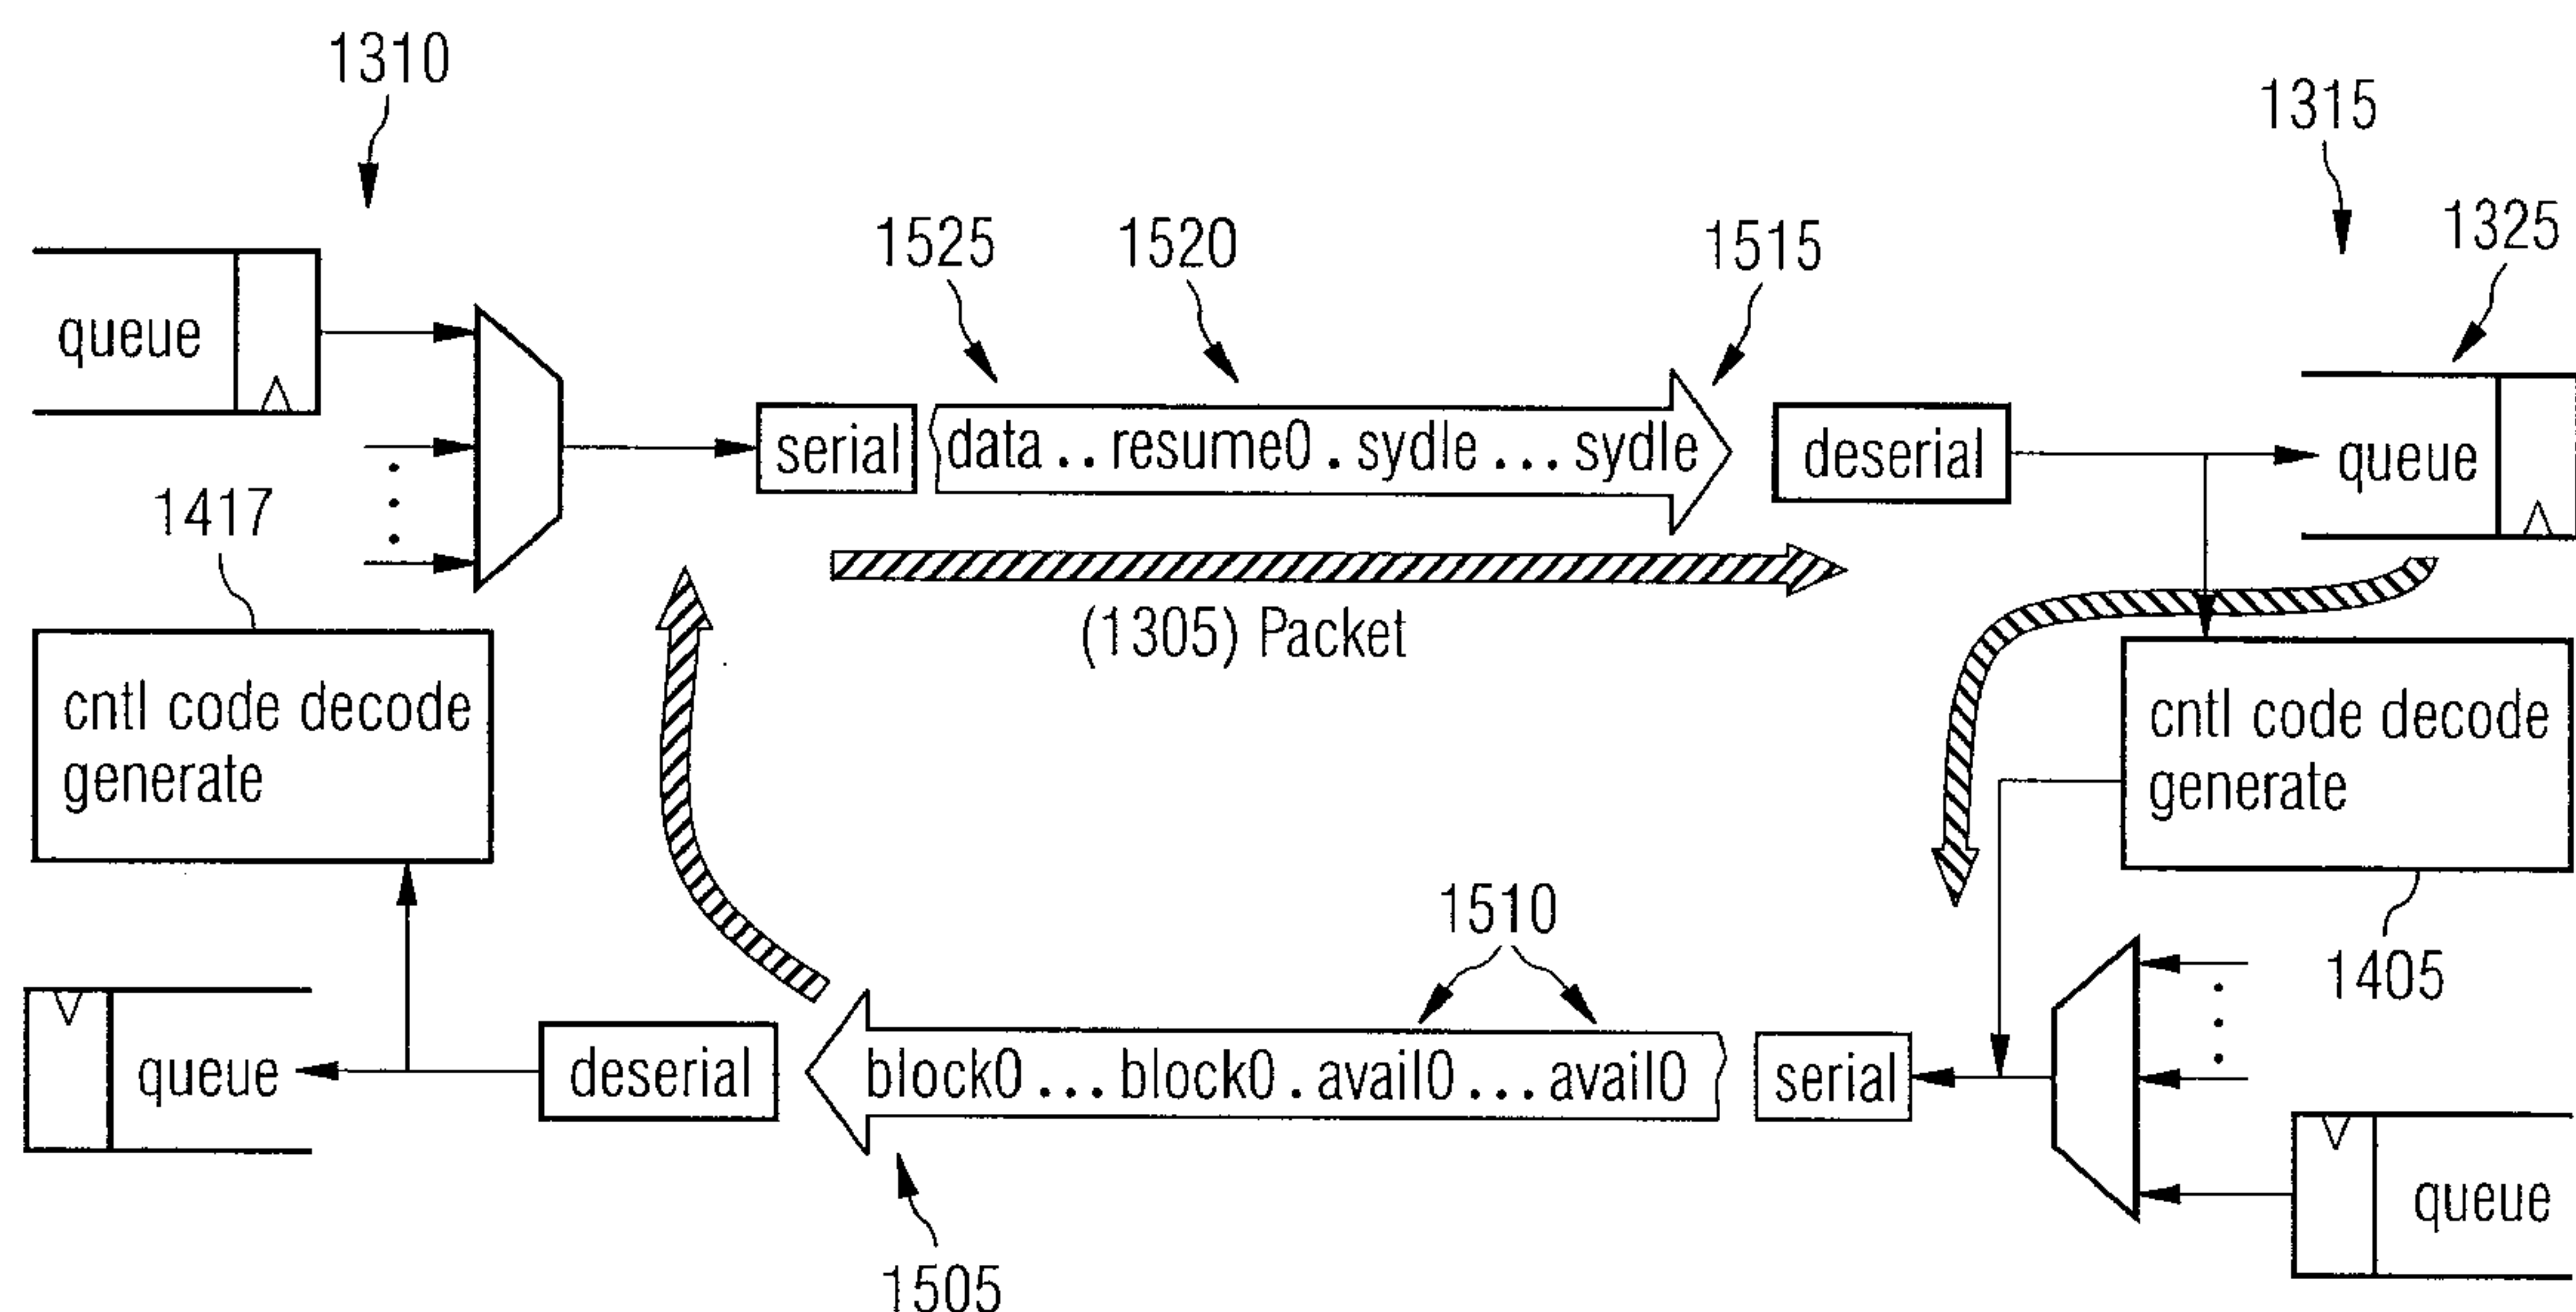 1310
1315
1325
1525
1520
1515
queue
serial
data .. resume0 . sydle ... sydle
deserial
queue
1417
(1305) Packet
cntl code decode
generate
cntl code decode
generate
1510
1405
queue
deserial
block0 ... block0 . avail0 ... avail0
serial
queue
1505